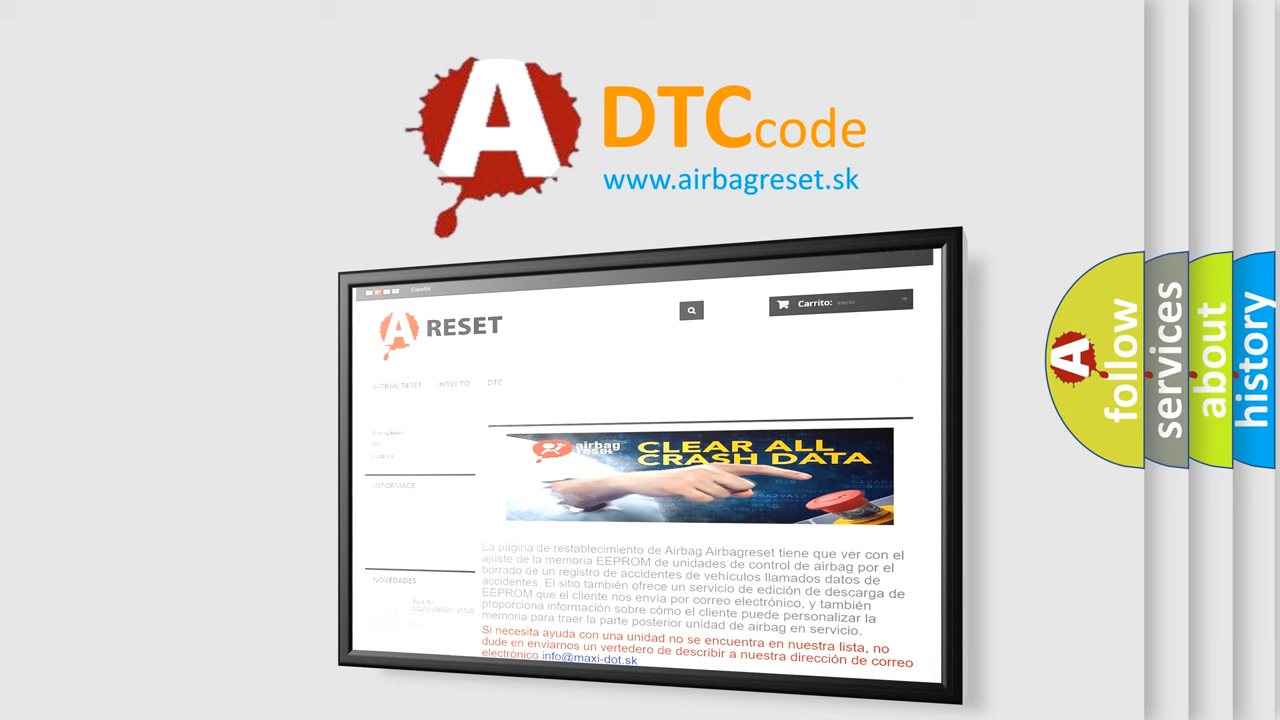 A
DTCcode
www.airbagreset.sk
Español
A RESET
Carrito: vacío
AIRBAG RESET HOW TO DTC
INFORMACE
airbag
reset
CLEAR ALL
CRASH DATA
La página de restablecimiento de Airbag Airbagreset tiene que ver con el
ajuste de la memoria EEPROM de unidades de control de airbag por el
borrado de un registro de accidentes de vehículos llamados datos de
accidentes. El sitio también ofrece un servicio de edición de descarga de
EEPROM que el cliente nos envía por correo electrónico, y también
proporciona información sobre cómo el cliente puede personalizar la
memoria para traer la parte posterior unidad de airbag en servicio.
Si necesita ayuda con una unidad no se encuentra en nuestra lista, no
dude en enviarnos un vertedero de describir a nuestra dirección de correo
electrónico info@maxi-dot.sk
NOVEDADES
A
follow
services
about
history